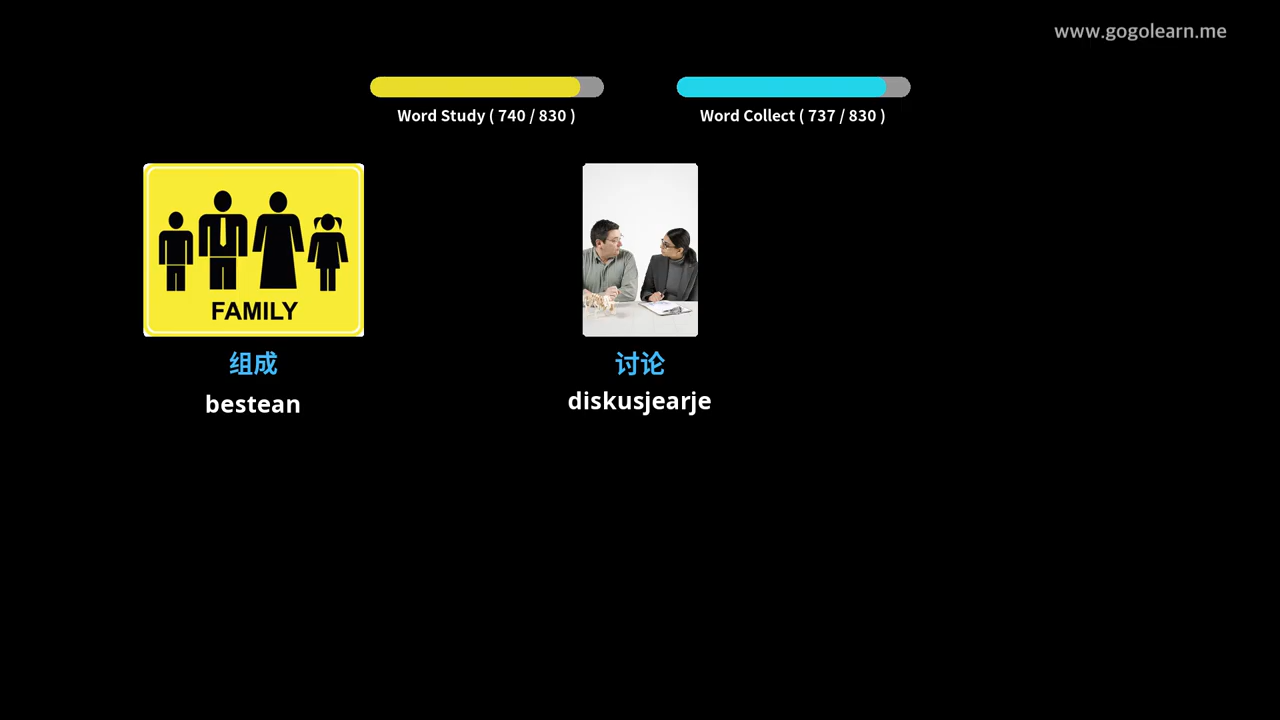 www.gogolearn.me
Word Study ( 740 / 830 )
Word Collect ( 737 / 830 )
FAMILY
组成
bestean
讨论
diskusjearje